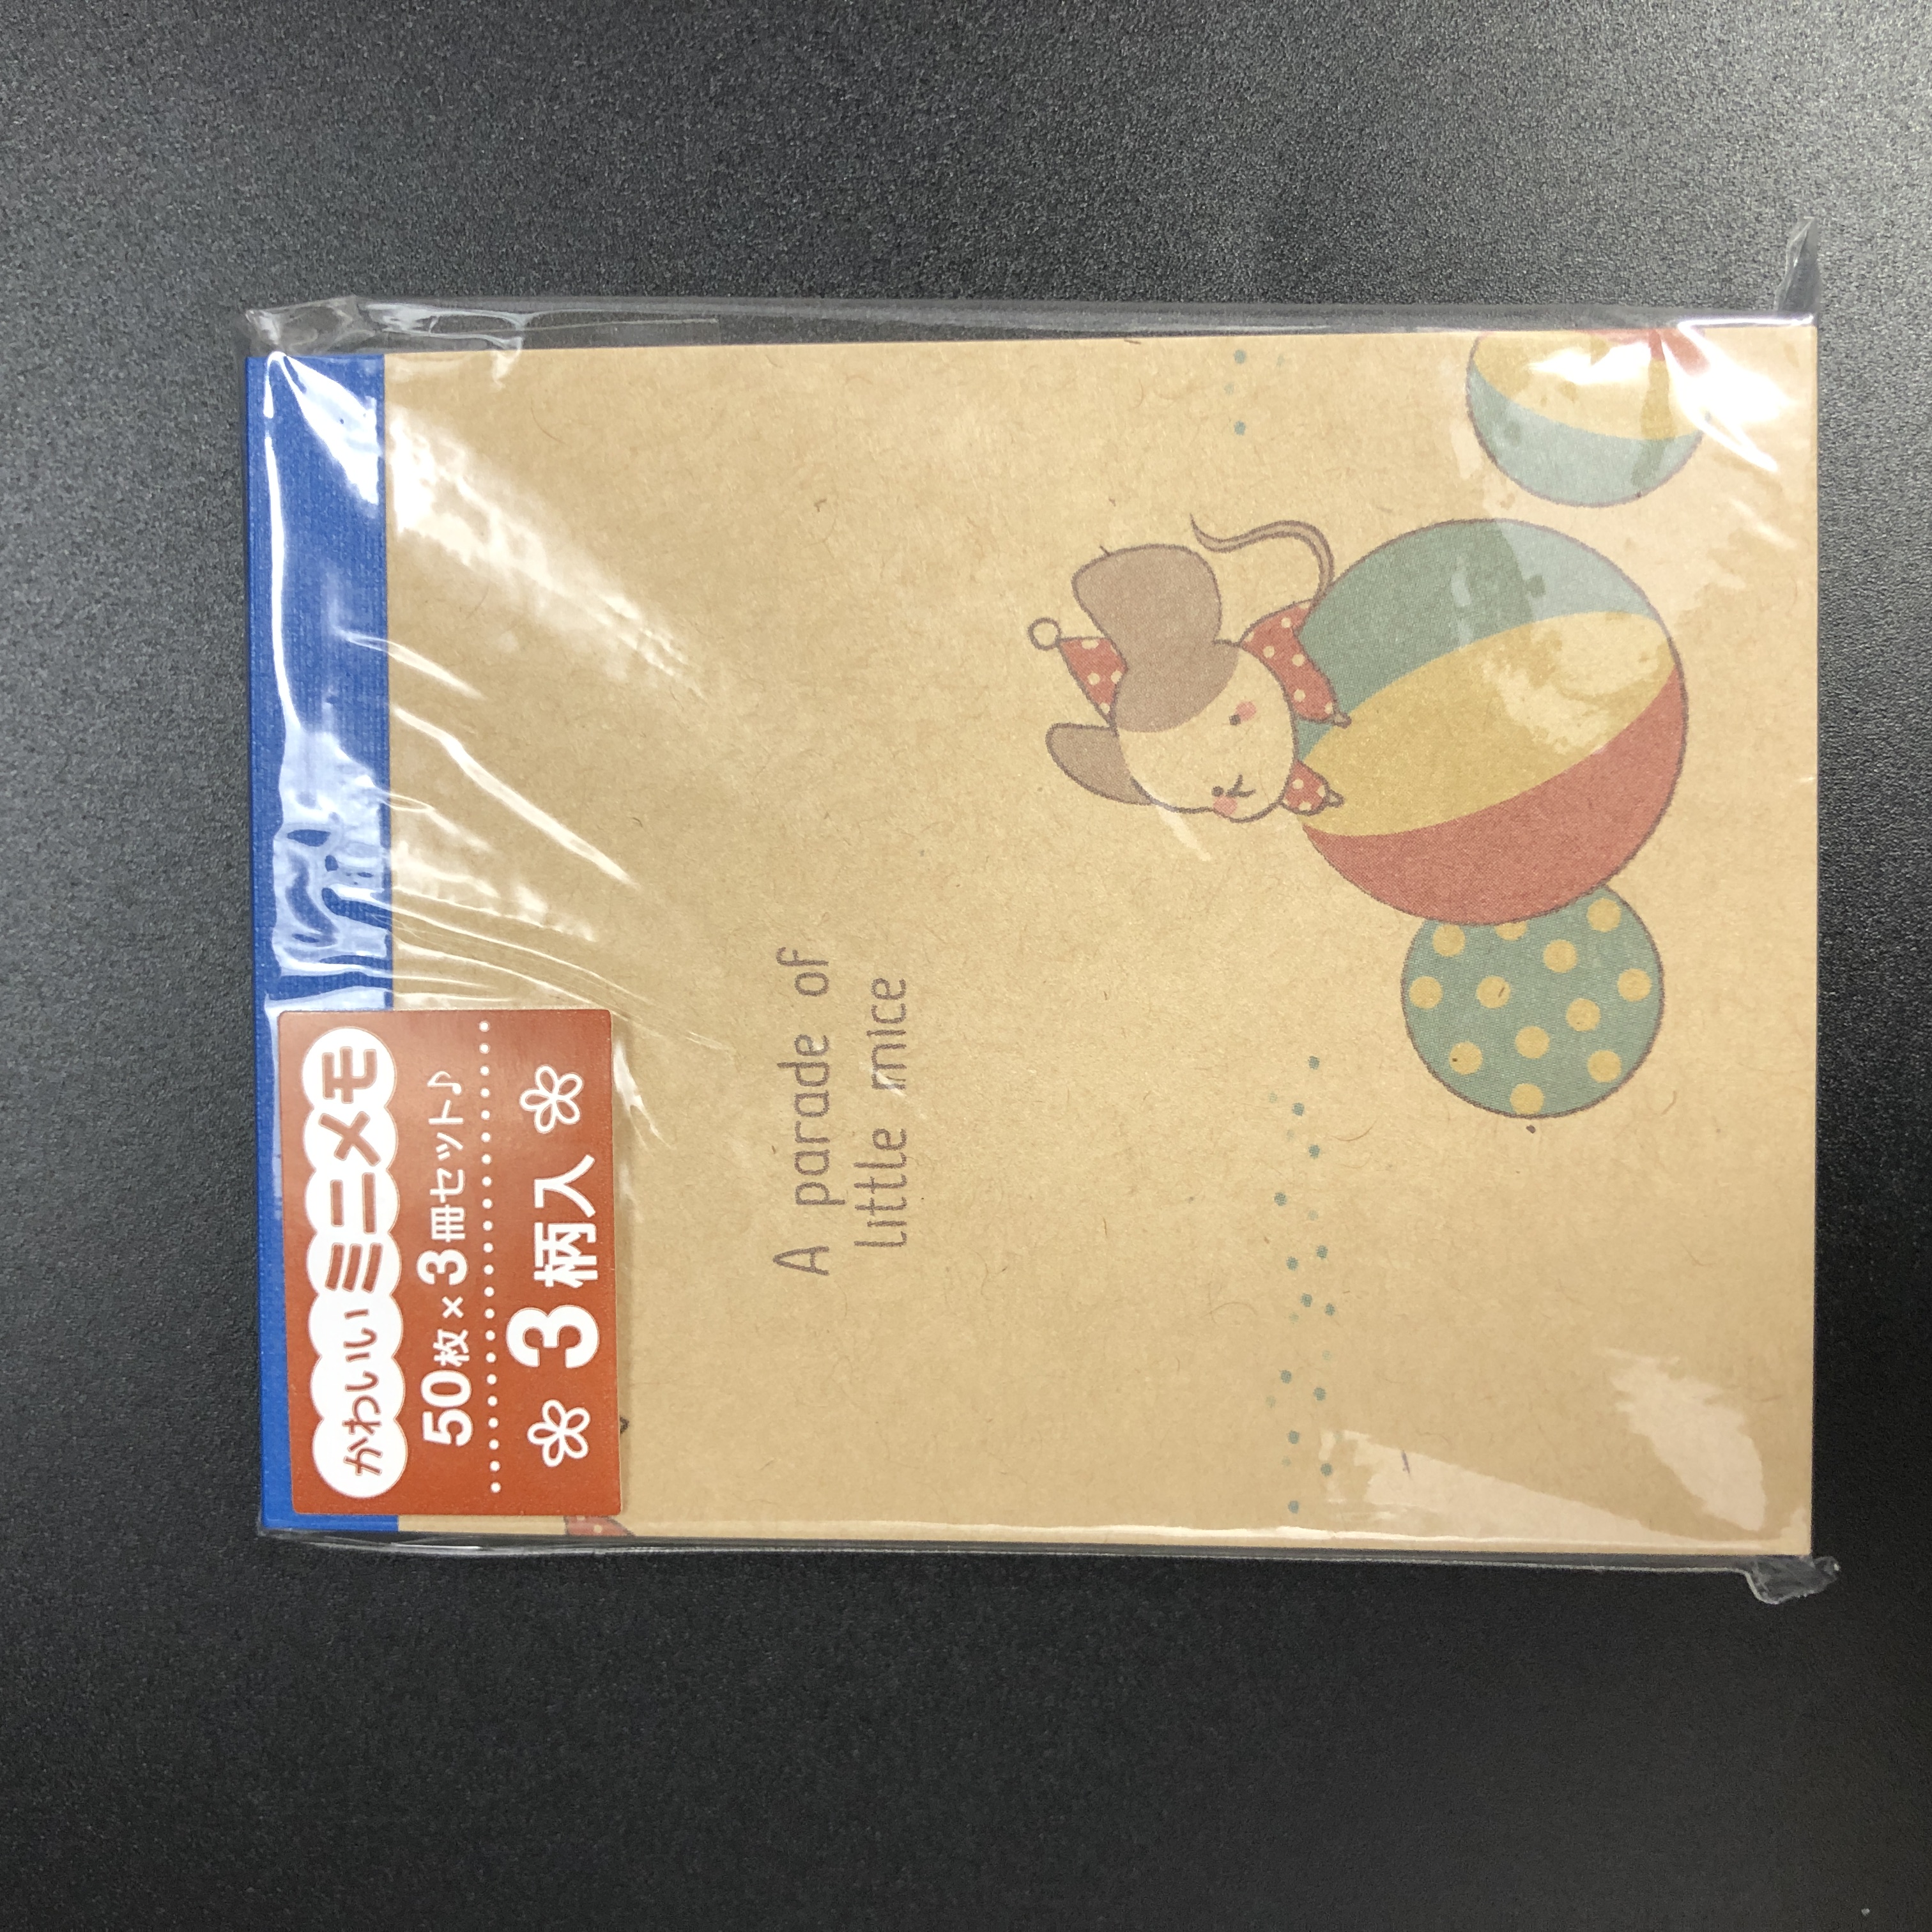 かわいいミニメモ
50枚×3冊セット♪
3柄入
A parade of
little mice